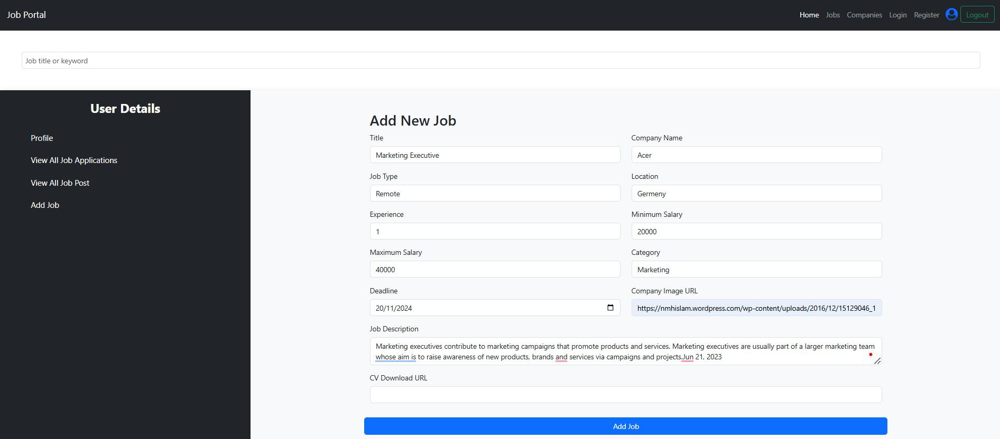 Job Portal
Home Jobs Companies Login Register Logout
Job title or keyword
User Details
Profile
View All Job Applications
View All Job Post
Add Job
Add New Job
Title Company Name
Marketing Executive Acer
Job Type Location
Remote Germeny
Experience Minimum Salary
1 20000
Maximum Salary Category
40000 Marketing
Deadline Company Image URL
20/11/2024 https://nmhislam.wordpress.com/wp-content/uploads/2016/12/15129046_1
Job Description
Marketing executives contribute to marketing campaigns that promote products and services. Marketing executives are usually part of a larger marketing team
whose aim is to raise awareness of new products, brands and services via campaigns and projects.Jun 21, 2023
CV Download URL
Add Job